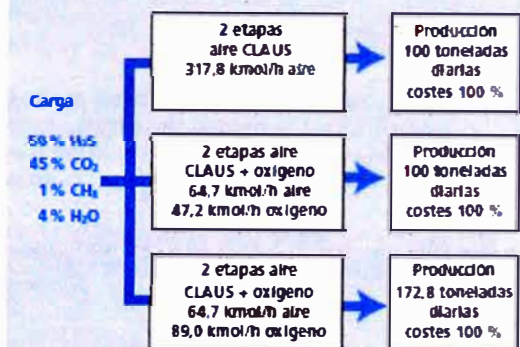 Carga
50 % H₂S
45 % CO₂
1 % CH₄
4 % H₂O
2 etapas
aire CLAUS
317,8 kmol/h aire
Producción
100 toneladas
diarias
costes 100 %
2 etapas aire
CLAUS + oxígeno
64,7 kmol/h aire
47,2 kmol/h oxígeno
Producción
100 toneladas
diarias
costes 100 %
2 etapas aire
CLAUS + oxígeno
64,7 kmol/h aire
89,0 kmol/h oxígeno
Producción
172,8 toneladas
diarias
costes 100 %